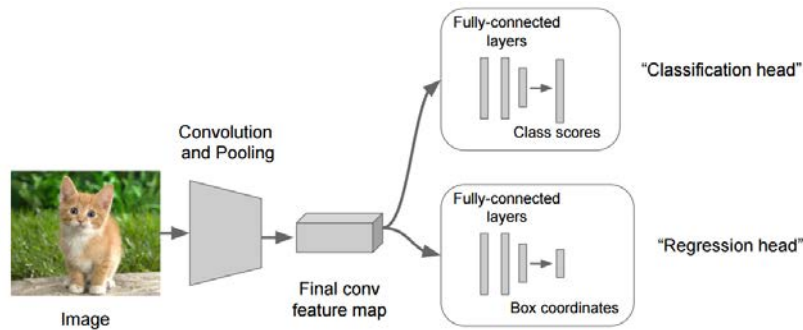 Fully-connected
layers
Class scores
“Classification head”
Convolution
and Pooling
Image
Final conv
feature map
Fully-connected
layers
Box coordinates
“Regression head”